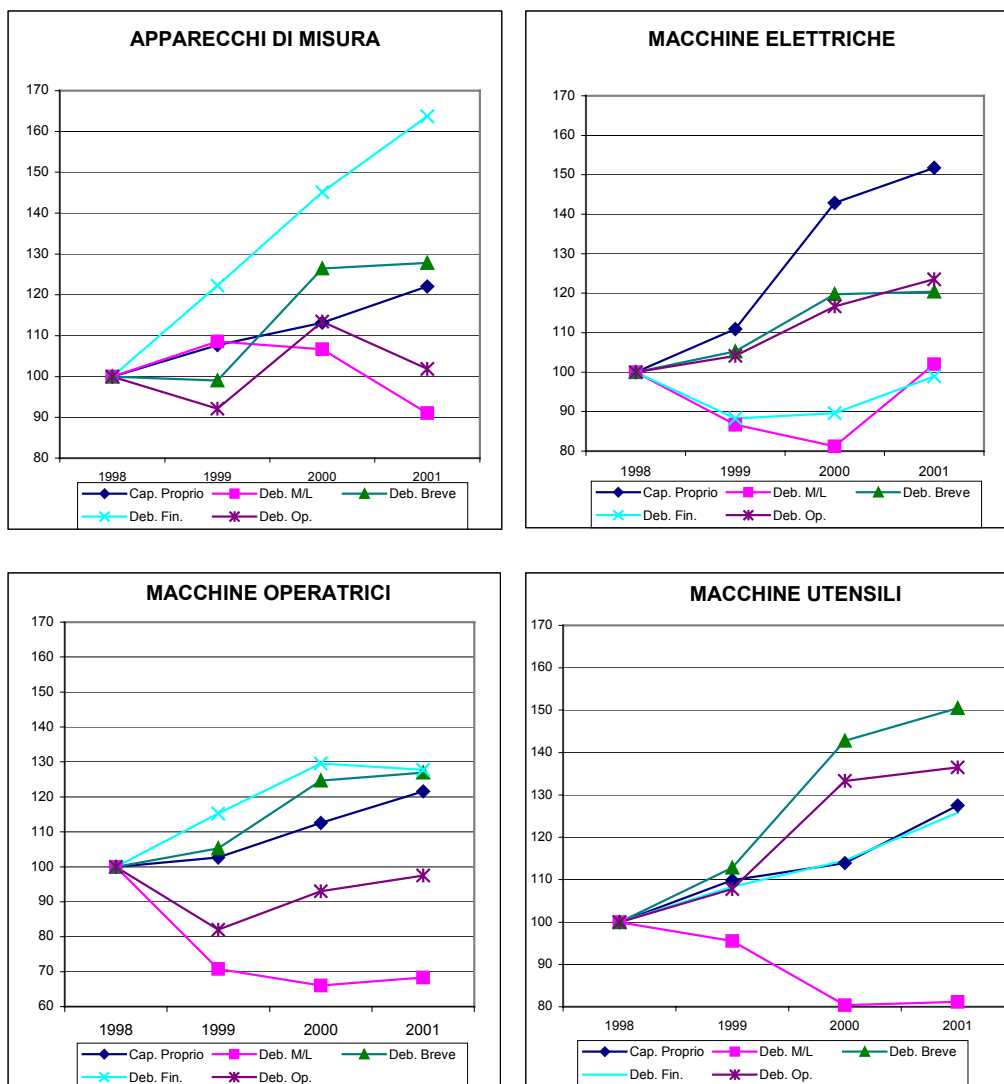 APPARECCHI DI MISURA
170
160
150
140
130
120
110
100
90
80
1998 1999 2000 2001
Cap. Proprio Deb. M/L Deb. Breve
Deb. Fin. Deb. Op.
MACCHINE ELETTRICHE
170
160
150
140
130
120
110
100
90
80
1998 1999 2000 2001
Cap. Proprio Deb. M/L Deb. Breve
Deb. Fin. Deb. Op.
MACCHINE OPERATRICI
170
160
150
140
130
120
110
100
90
80
70
60
1998 1999 2000 2001
Cap. Proprio Deb. M/L Deb. Breve
Deb. Fin. Deb. Op.
MACCHINE UTENSILI
170
160
150
140
130
120
110
100
90
80
1998 1999 2000 2001
Cap. Proprio Deb. M/L Deb. Breve
Deb. Fin. Deb. Op.